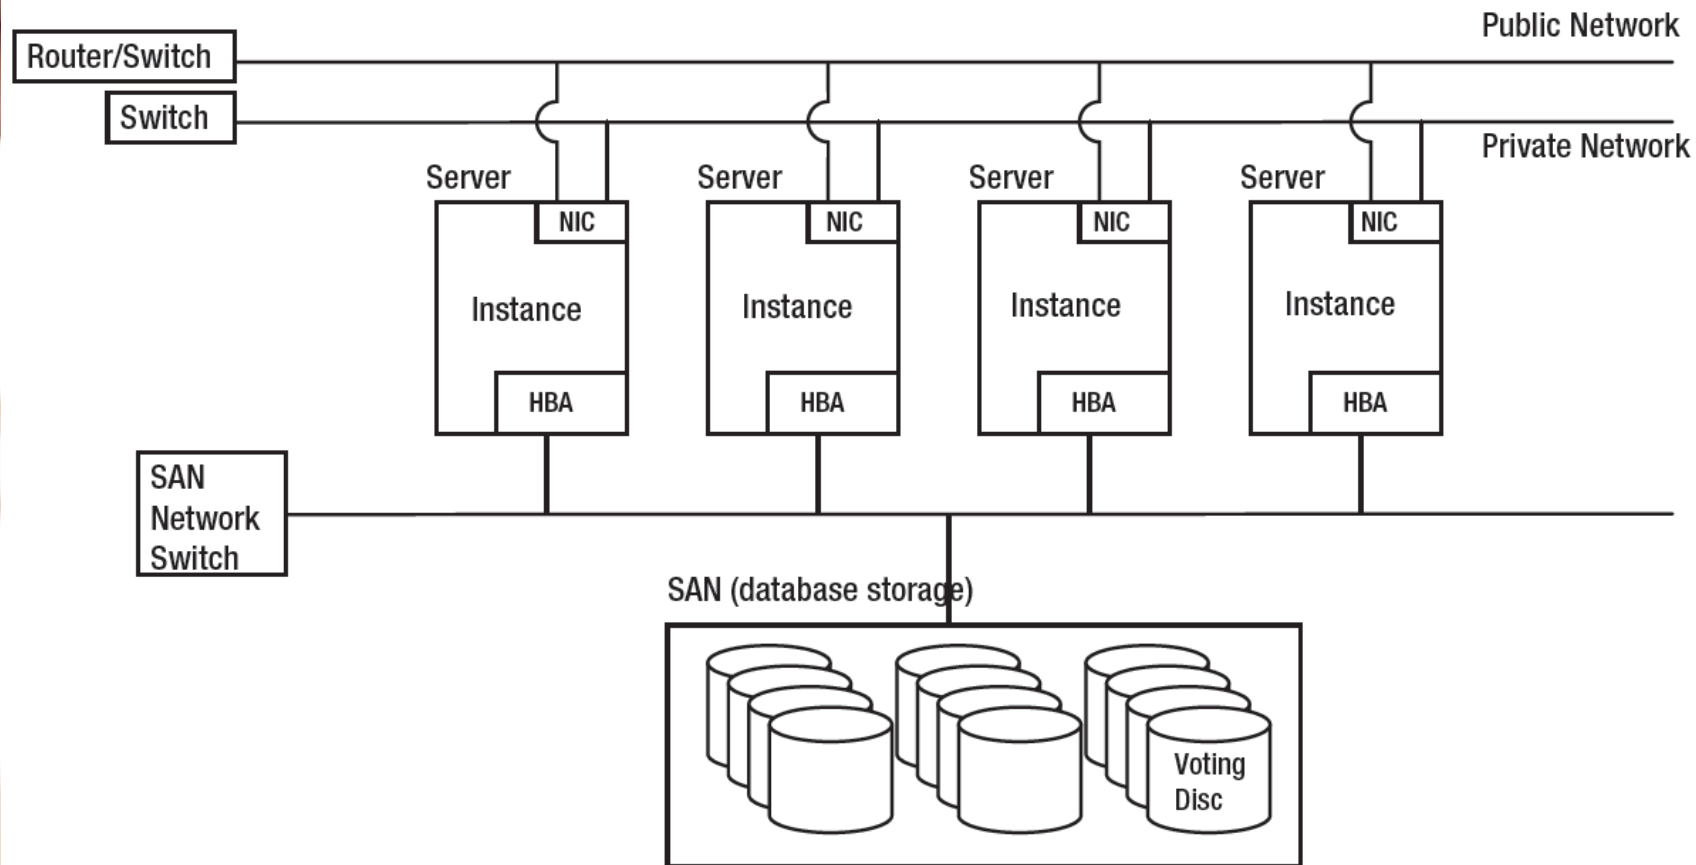 Public Network
Router/Switch
Switch
Private Network
Server
Server
Server
Server
NIC
NIC
NIC
NIC
Instance
Instance
Instance
Instance
HBA
HBA
HBA
HBA
SAN
Network
Switch
SAN (database storage)
Voting
Disc